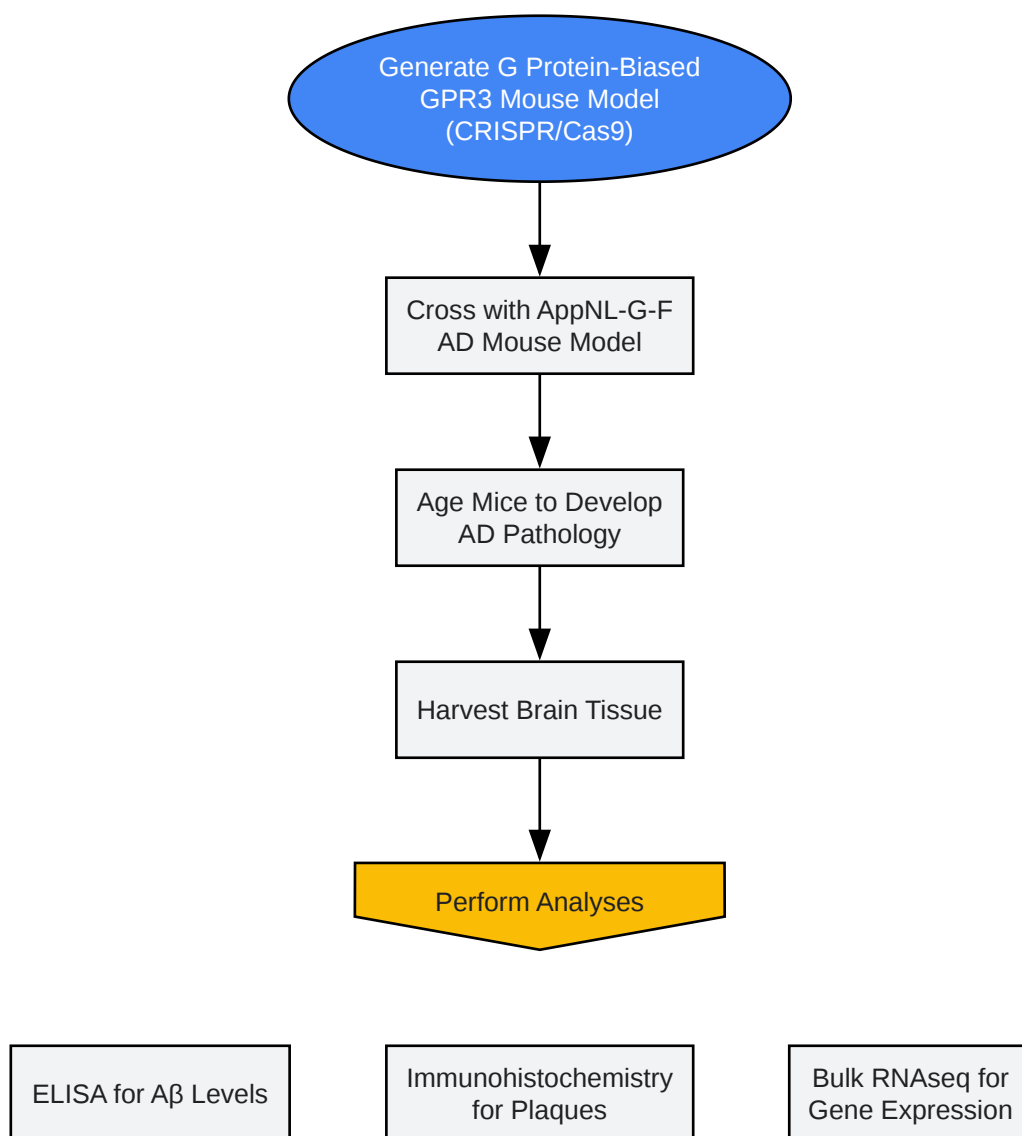 Generate G Protein-Biased
GPR3 Mouse Model
(CRISPR/Cas9)
Cross with AppNL-G-F
AD Mouse Model
Age Mice to Develop
AD Pathology
Harvest Brain Tissue
Perform Analyses
ELISA for Aβ Levels
Immunohistochemistry
for Plaques
Bulk RNAseq for
Gene Expression